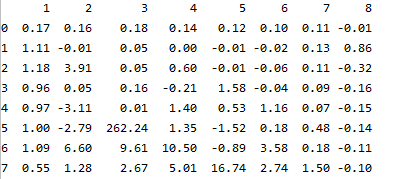 1 2 3 4 5 6 7 8
0 0.17 0.16 0.18 0.14 0.12 0.10 0.11 -0.01
1 1.11 -0.01 0.05 0.00 -0.01 -0.02 0.13 0.86
2 1.18 3.91 0.05 0.60 -0.01 -0.06 0.11 -0.32
3 0.96 0.05 0.16 -0.21 1.58 -0.04 0.09 -0.16
4 0.97 -3.11 0.01 1.40 0.53 1.16 0.07 -0.15
5 1.00 -2.79 262.24 1.35 -1.52 0.18 0.48 -0.14
6 1.09 6.60 9.61 10.50 -0.89 3.58 0.18 -0.11
7 0.55 1.28 2.67 5.01 16.74 2.74 1.50 -0.10